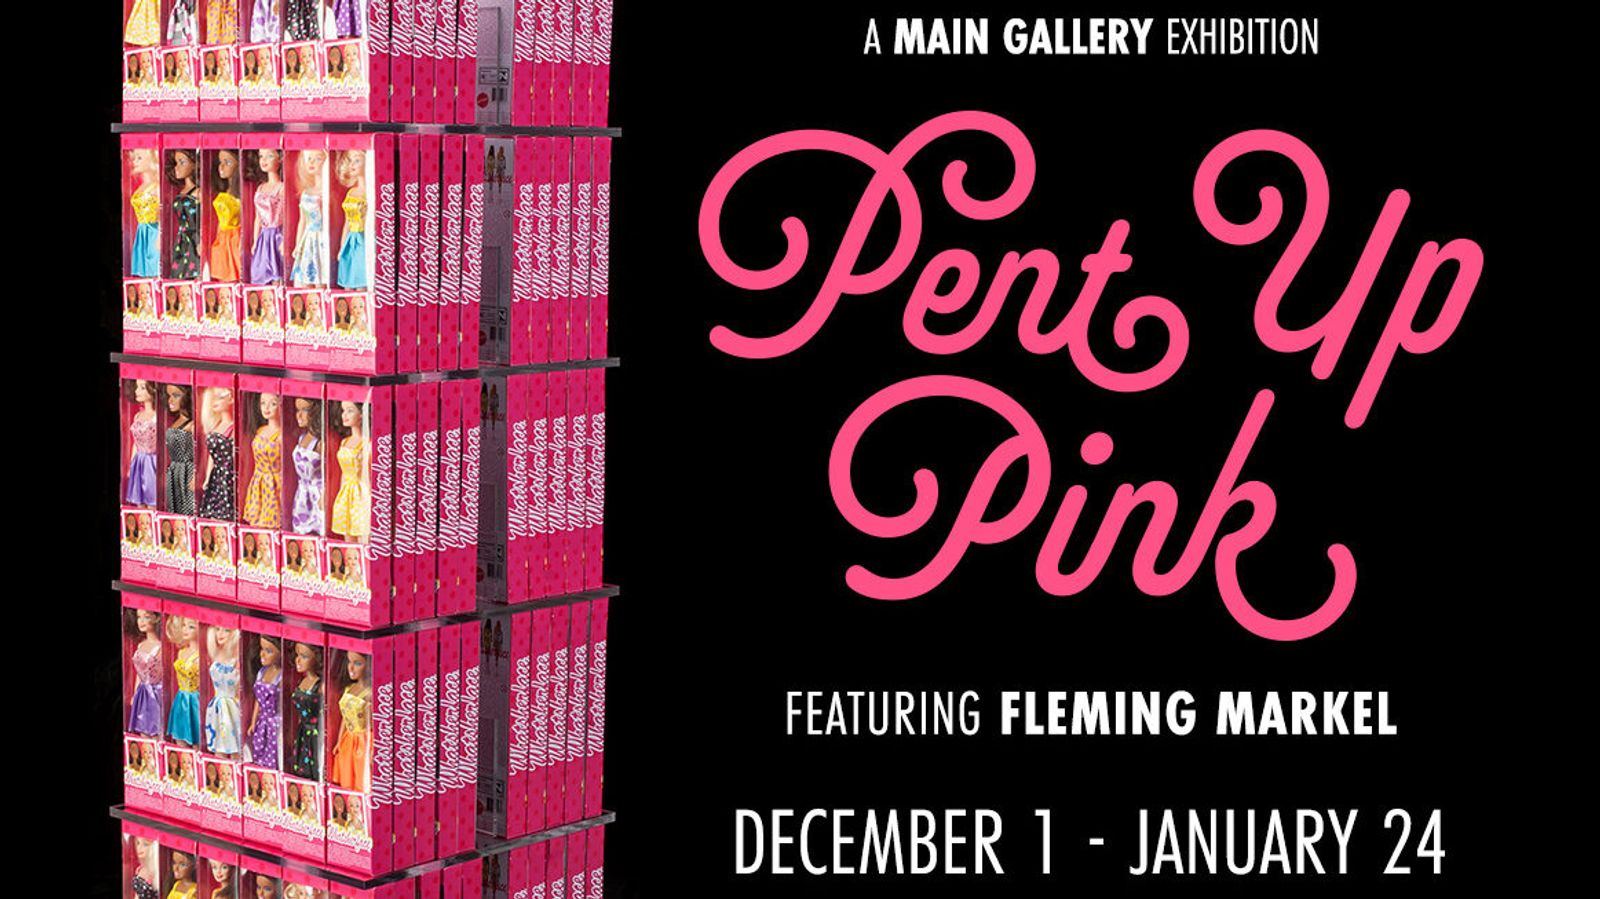 A MAIN GALLERY EXHIBITION
Pent Up
Pink
FEATURING FLEMING MARKEL
DECEMBER 1 - JANUARY 24